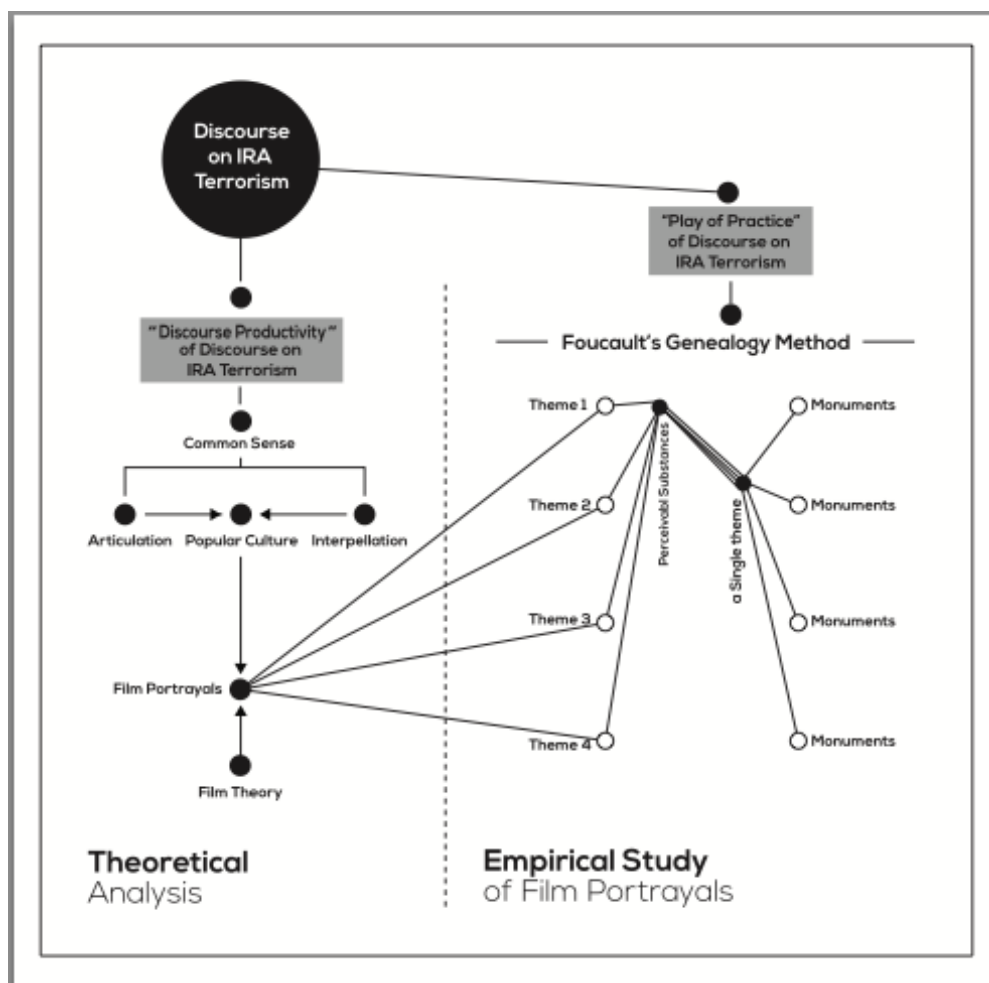 Discourse
on IRA
Terrorism
"Play of Practice"
of Discourse on
IRA Terrorism
"Discourse Productivity"
of Discourse on
IRA Terrorism
Foucault's Genealogy Method
Common Sense
Articulation
Popular Culture
Interpellation
Film Portrayals
Film Theory
Theme 1
Theme 2
Theme 3
Theme 4
Perceivabl Substances
a Single theme
Monuments
Monuments
Monuments
Monuments
Theoretical
Analysis
Empirical Study
of Film Portrayals